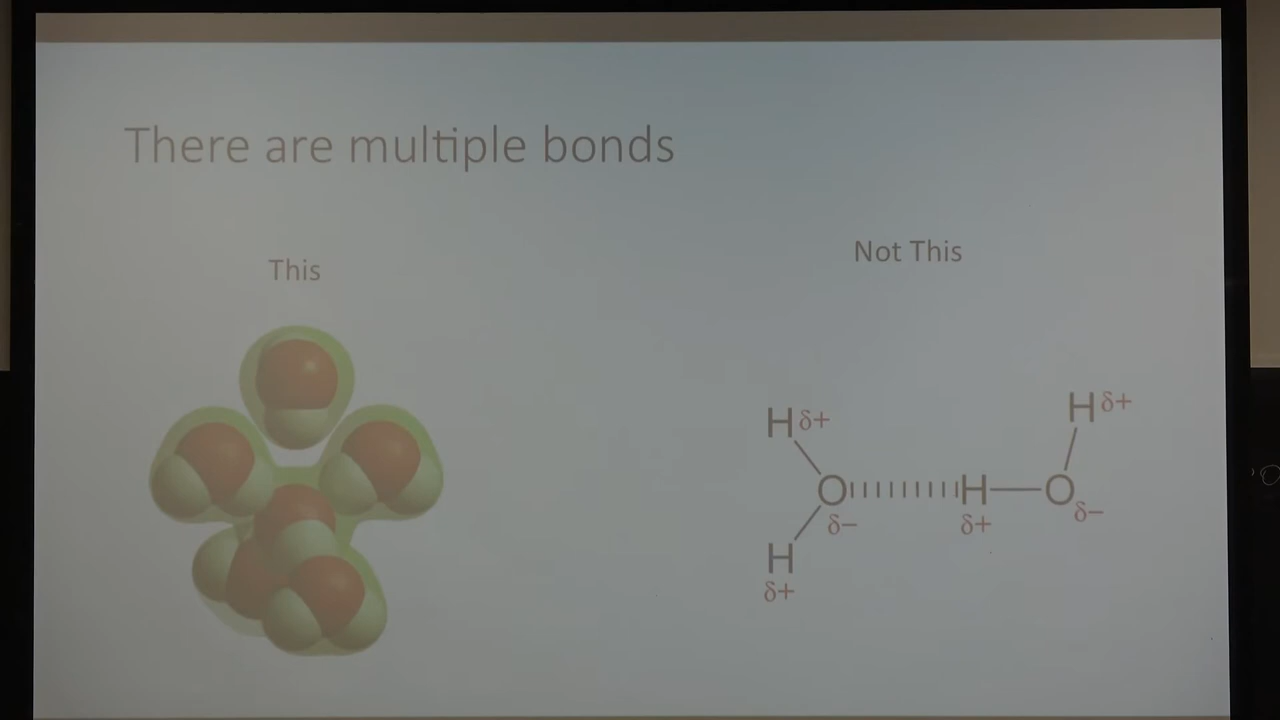 There are multiple bonds
This
Not This
H δ+
H δ+
O H O
δ− δ+ δ−
H
δ+